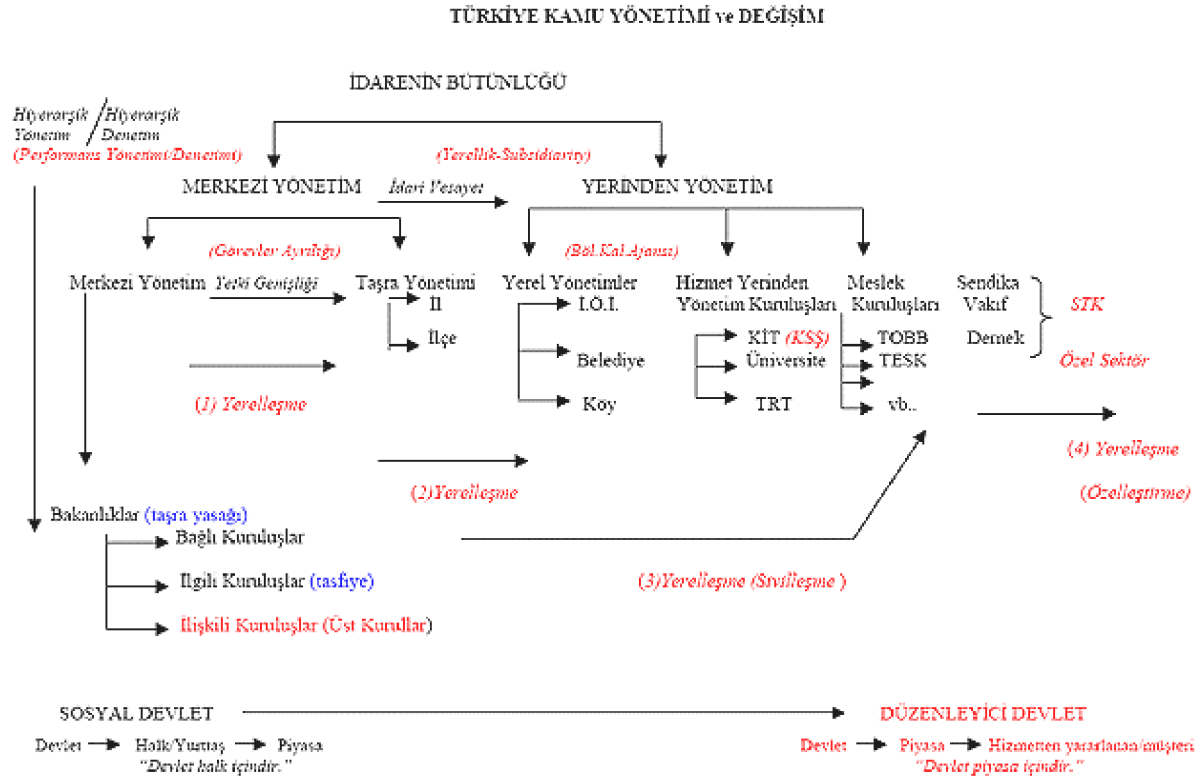 TÜRKİYE KAMU YÖNETİMİ ve DEĞİŞİM
İDARENİN BÜTÜNLÜĞÜ
Hiyerarşik Yönetim / Hiyerarşik Denetim
(Performans Yönetimi/Denetimi)
(Yerellik-Subsidiarity)
MERKEZİ YÖNETİM
İdari Vesayet
YERİNDEN YÖNETİM
(Görevler Ayrılığı)
(Böl.Kal.Ajansı)
Merkezi Yönetim
Yetki Genişliği
Taşra Yönetimi
İl
İlçe
Yerel Yönetimler
İ.Ö.İ.
Belediye
Köy
Hizmet Yerinden
Yönetim Kuruluşları
KİT (KSŞ)
Üniversite
TRT
Meslek
Kuruluşları
TOBB
TESK
vb..
Sendika
Vakıf
Dernek
STK
Özel Sektör
(1) Yerelleşme
(2)Yerelleşme
(4) Yerelleşme
(Özelleştirme)
Bakanlıklar (taşra yasağı)
Bağlı Kuruluşlar
İlgili Kuruluşlar (tasfiye)
İlişkili Kuruluşlar (Üst Kurullar)
(3)Yerelleşme (Sivilleşme )
SOSYAL DEVLET
DÜZENLEYİCİ DEVLET
Devlet Halk/Yurttaş Piyasa
"Devlet halk içindir."
Devlet Piyasa Hizmetten yararlanan/müşteri
"Devlet piyasa içindir."